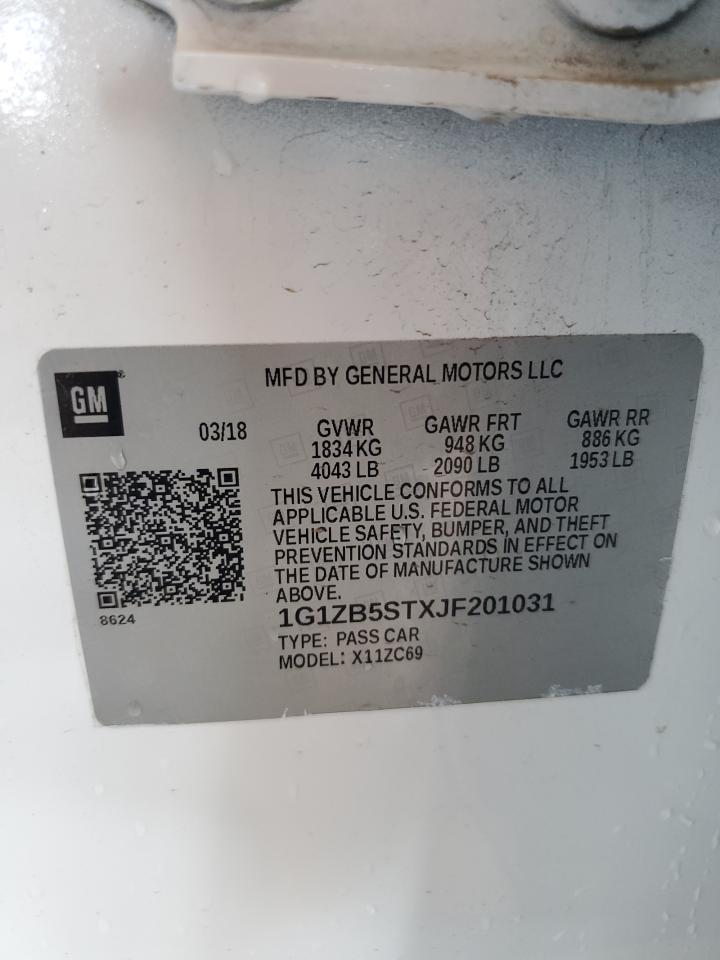 GM
MFD BY GENERAL MOTORS LLC
03/18 GVWR GAWR FRT GAWR RR
1834 KG 948 KG 886 KG
4043 LB 2090 LB 1953 LB
THIS VEHICLE CONFORMS TO ALL
APPLICABLE U.S. FEDERAL MOTOR
VEHICLE SAFETY, BUMPER, AND THEFT
PREVENTION STANDARDS IN EFFECT ON
THE DATE OF MANUFACTURE SHOWN
ABOVE.
8624
1G1ZB5STXJF201031
TYPE: PASS CAR
MODEL: X11ZC69